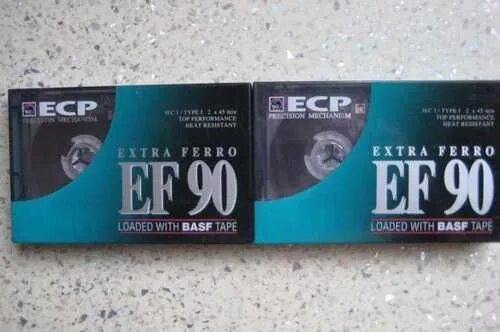 ECP
PRECISION MECHANISM
IEC 1 / TYPE I 2 x 45 min
TOP PERFORMANCE
HEAT RESISTANT
EXTRA FERRO
EF 90
LOADED WITH BASF TAPE
ECP
PRECISION MECHANISM
IEC 1 / TYPE I 2 x 45 min
TOP PERFORMANCE
HEAT RESISTANT
EXTRA FERRO
EF 90
LOADED WITH BASF TAPE